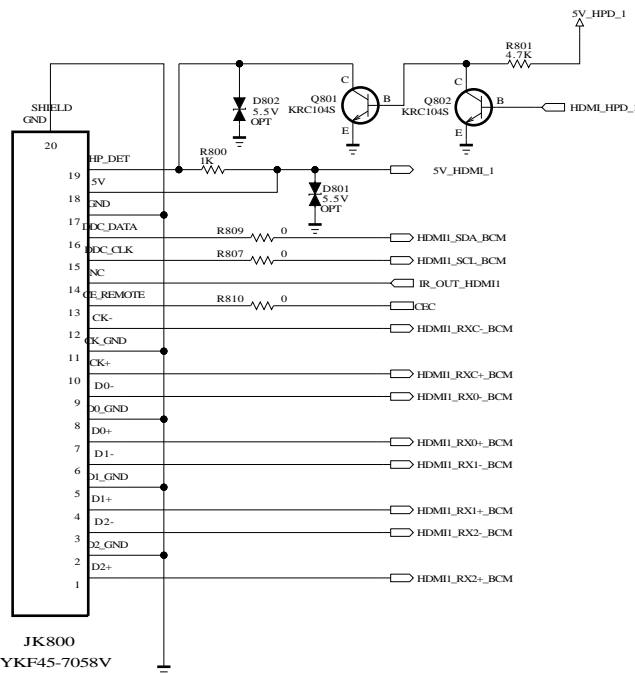 5V_HPD_1
R801
4.7K
C
Q801
KRC104S
B
E
C
Q802
KRC104S
B
E
HDMI_HPD_1
D802
5.5V
OPT
SHIELD
GND
20
HP_DET
R800
1K
19
5V
5V_HDMI_1
18
GND
D801
5.5V
OPT
17
DDC_DATA
R809
0
HDMI1_SDA_BCM
16
DDC_CLK
R807
0
HDMI1_SCL_BCM
15
NC
IR_OUT_HDMI1
14
CE_REMOTE
R810
0
CEC
13
CK-
HDMI1_RXC-_BCM
12
CK_GND
11
CK+
HDMI1_RXC+_BCM
10
D0-
HDMI1_RX0-_BCM
9
D0_GND
8
D0+
HDMI1_RX0+_BCM
7
D1-
HDMI1_RX1-_BCM
6
D1_GND
5
D1+
HDMI1_RX1+_BCM
4
D2-
HDMI1_RX2-_BCM
3
D2_GND
2
D2+
HDMI1_RX2+_BCM
1
JK800
YKF45-7058V